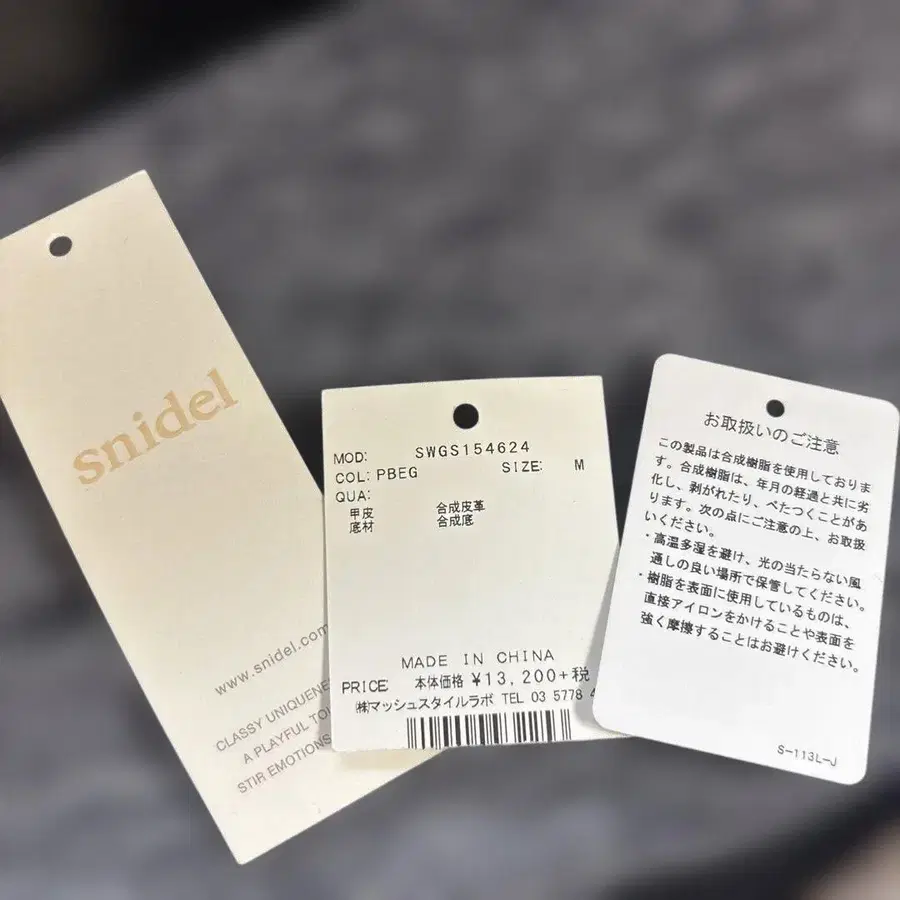 snidel
www.snidel.com
CLASSY UNIQUENE
A PLAYFUL
STIR EMOTIONS
MOD: SWGS154624
COL: PBEG SIZE: M
QUA:
甲皮 合成皮革
底材 合成底
MADE IN CHINA
PRICE 本体価格 ¥13,200+税
㈱マッシュスタイルラボ TEL 03 5778 4
お取扱いのご注意
この製品は合成樹脂を使用しておりま
す。合成樹脂は、年月の経過と共に劣
化し、剥がれたり、べたつくことがあ
ります。次の点にご注意の上、お取扱
いください。
・高温多湿を避け、光の当たらない風
通しの良い場所で保管してください。
・樹脂を表面に使用しているものは、
直接アイロンをかけることや表面を
強く摩擦することはお避けください。
S-113L-J